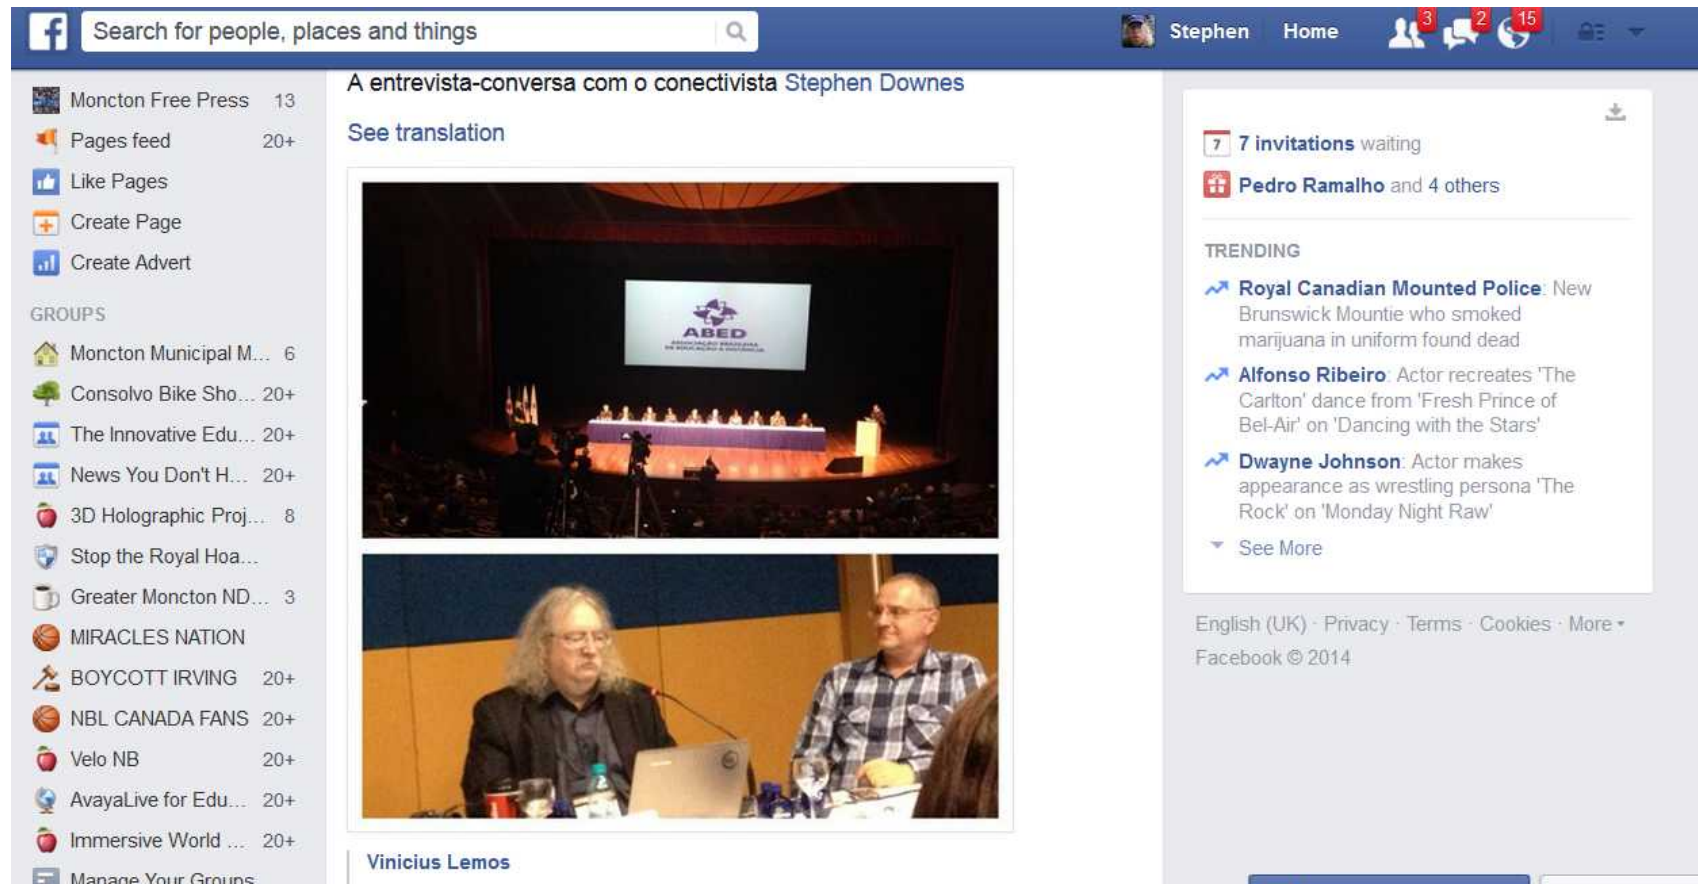 Search for people, places and things
Stephen
Home
3
2
15
Moncton Free Press 13
Pages feed 20+
Like Pages
Create Page
Create Advert
GROUPS
Moncton Municipal M... 6
Consolvo Bike Sho... 20+
The Innovative Edu... 20+
News You Don't H... 20+
3D Holographic Proj... 8
Stop the Royal Hoa...
Greater Moncton ND... 3
MIRACLES NATION
BOYCOTT IRVING 20+
NBL CANADA FANS 20+
Velo NB 20+
AvayaLive for Edu... 20+
Immersive World ... 20+
Manage Your Groups
A entrevista-conversa com o conectivista Stephen Downes
See translation
ABED
ASSOCIAÇÃO BRASILEIRA
DE EDUCAÇÃO A DISTÂNCIA
Vinicius Lemos
7
7 invitations waiting
Pedro Ramalho and 4 others
TRENDING
Royal Canadian Mounted Police: New
Brunswick Mountie who smoked
marijuana in uniform found dead
Alfonso Ribeiro: Actor recreates 'The
Carlton' dance from 'Fresh Prince of
Bel-Air' on 'Dancing with the Stars'
Dwayne Johnson: Actor makes
appearance as wrestling persona 'The
Rock' on 'Monday Night Raw'
See More
English (UK) · Privacy · Terms · Cookies · More
Facebook © 2014